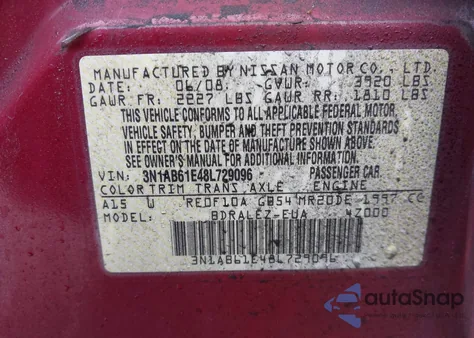 MANUFACTURED BY NISSAN MOTOR CO., LTD.
DATE: 06/08 GVWR: 3920 LBS
GAWR FR: 2227 LBS GAWR RR: 1810 LBS
THIS VEHICLE CONFORMS TO ALL APPLICABLE FEDERAL MOTOR
VEHICLE SAFETY, BUMPER AND THEFT PREVENTION STANDARDS
IN EFFECT ON THE DATE OF MANUFACTURE SHOWN ABOVE.
SEE OWNER'S MANUAL FOR ADDITIONAL INFORMATION
VIN: 3N1AB61E48L729096 PASSENGER CAR
COLOR TRIM TRANS AXLE ENGINE
A15 W RE0F10A GB54 MR20DE 1997 CC
MODEL: BDRALEZ-EUA 4Z000
3N1AB61E48L729096
autoSnap